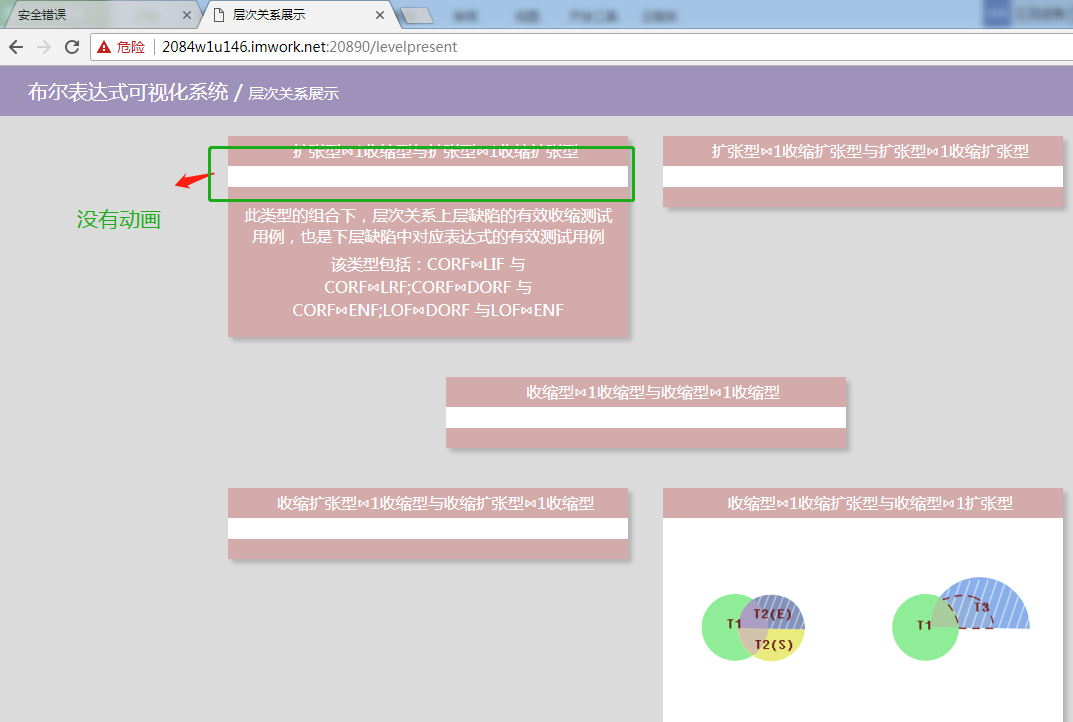 安全错误
层次关系展示
危险
2084w1u146.imwork.net:20890/levelpresent
布尔表达式可视化系统 / 层次关系展示
扩张型⋈1收缩型与扩张型⋈1收缩扩张型
扩张型⋈1收缩扩张型与扩张型⋈1收缩扩张型
没有动画
此类型的组合下，层次关系上层缺陷的有效收缩测试
用例，也是下层缺陷中对应表达式的有效测试用例
该类型包括：CORF⋈LIF 与
CORF⋈LRF;CORF⋈DORF 与
CORF⋈ENF;LOF⋈DORF 与LOF⋈ENF
收缩型⋈1收缩型与收缩型⋈1收缩型
收缩扩张型⋈1收缩型与收缩扩张型⋈1收缩型
收缩型⋈1收缩扩张型与收缩型⋈1扩张型
T1
T2(E)
T2(S)
T1
T3